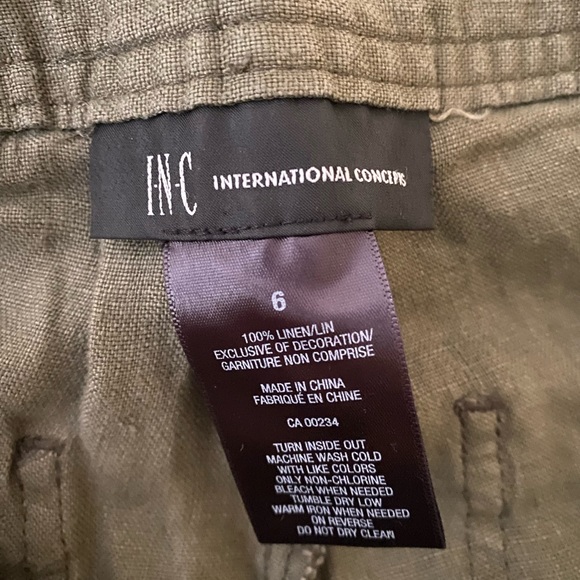 I·N·C INTERNATIONAL CONCEPTS
6
100% LINEN/LIN
EXCLUSIVE OF DECORATION/
GARNITURE NON COMPRISE
MADE IN CHINA
FABRIQUÉ EN CHINE
CA 00234
TURN INSIDE OUT
MACHINE WASH COLD
WITH LIKE COLORS
ONLY NON-CHLORINE
BLEACH WHEN NEEDED
TUMBLE DRY LOW
WARM IRON WHEN NEEDED
ON REVERSE
DO NOT DRY CLEAN